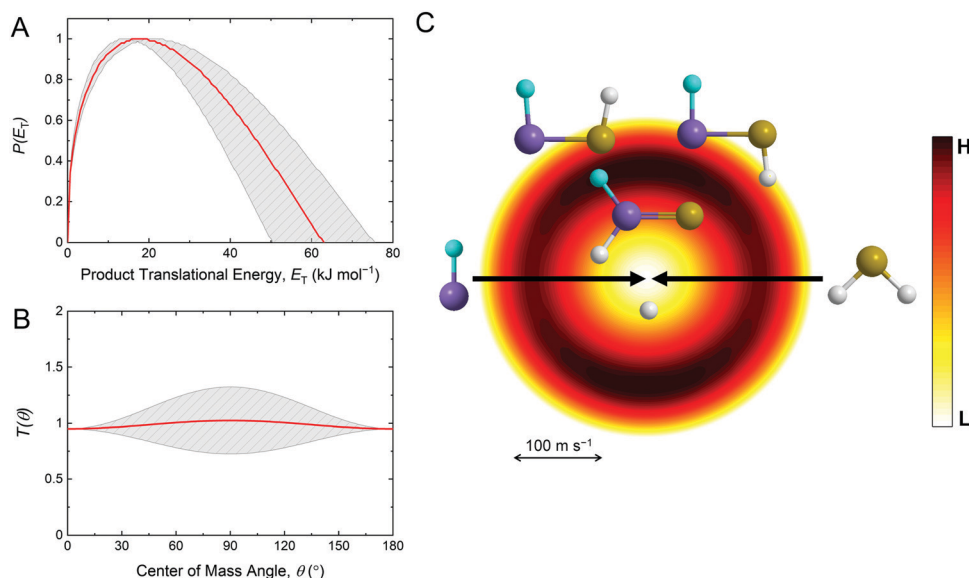 A
P(E_T)
1
0.8
0.6
0.4
0.2
0
0 20 40 60 80
Product Translational Energy, E_T (kJ mol⁻¹)
B
T(θ)
2
1.5
1
0.5
0
0 30 60 90 120 150 180
Center of Mass Angle, θ (°)
C
100 m s⁻¹
H
L